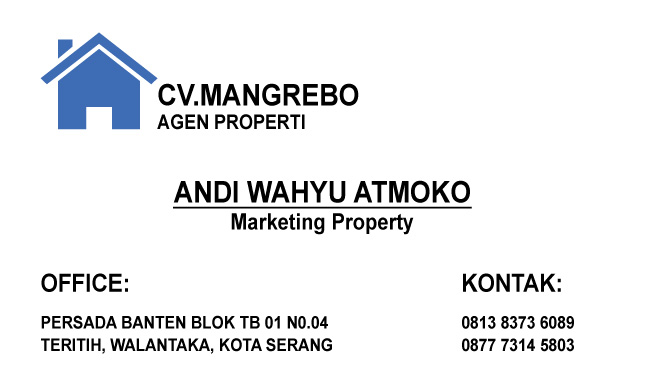 CV.MANGREBO
AGEN PROPERTI
ANDI WAHYU ATMOKO
Marketing Property
OFFICE:
PERSADA BANTEN BLOK TB 01 N0.04
TERITIH, WALANTAKA, KOTA SERANG
KONTAK:
0813 8373 6089
0877 7314 5803